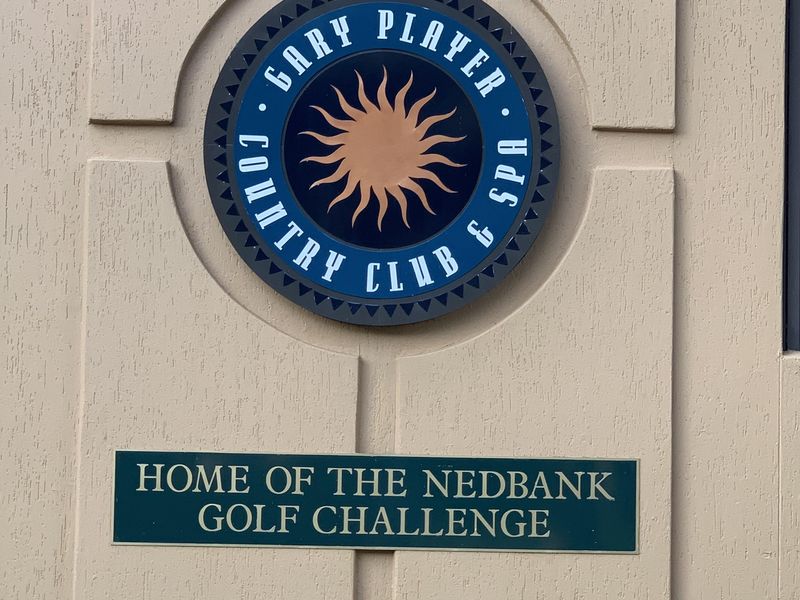 · GARY PLAYER ·
COUNTRY CLUB & SPA
HOME OF THE NEDBANK
GOLF CHALLENGE